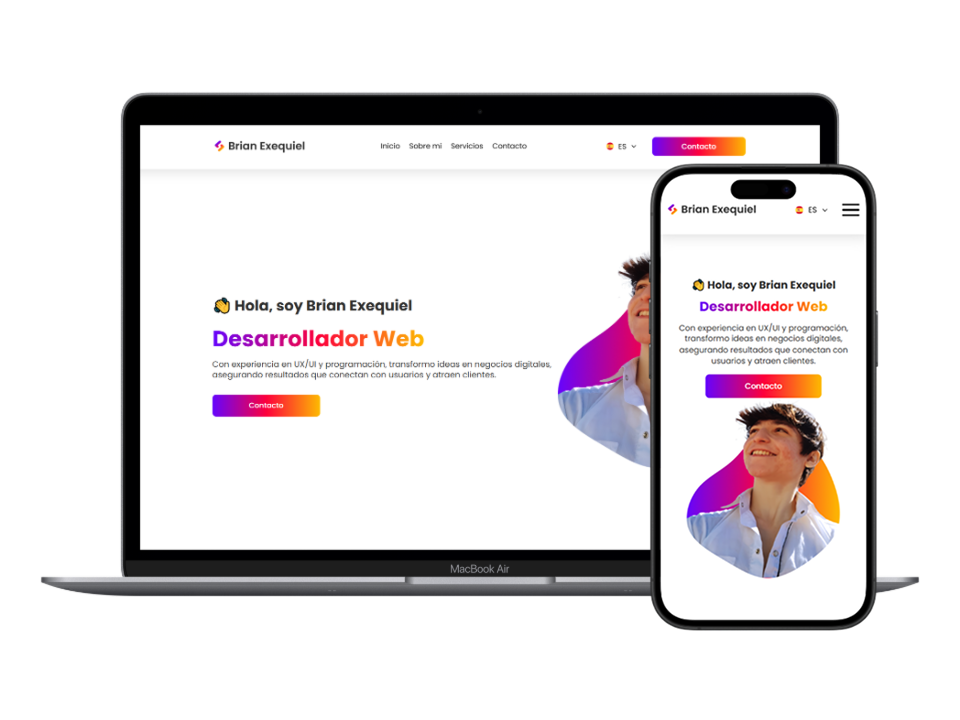 Brian Exequiel
Inicio Sobre mi Servicios Contacto
ES
Contacto
Hola, soy Brian Exequiel
Desarrollador Web
Con experiencia en UX/UI y programación, transformo ideas en negocios digitales,
asegurando resultados que conectan con usuarios y atraen clientes.
Contacto
MacBook Air
Brian Exequiel
ES
Hola, soy Brian Exequiel
Desarrollador Web
Con experiencia en UX/UI y programación,
transformo ideas en negocios digitales,
asegurando resultados que conectan con
usuarios y atraen clientes.
Contacto